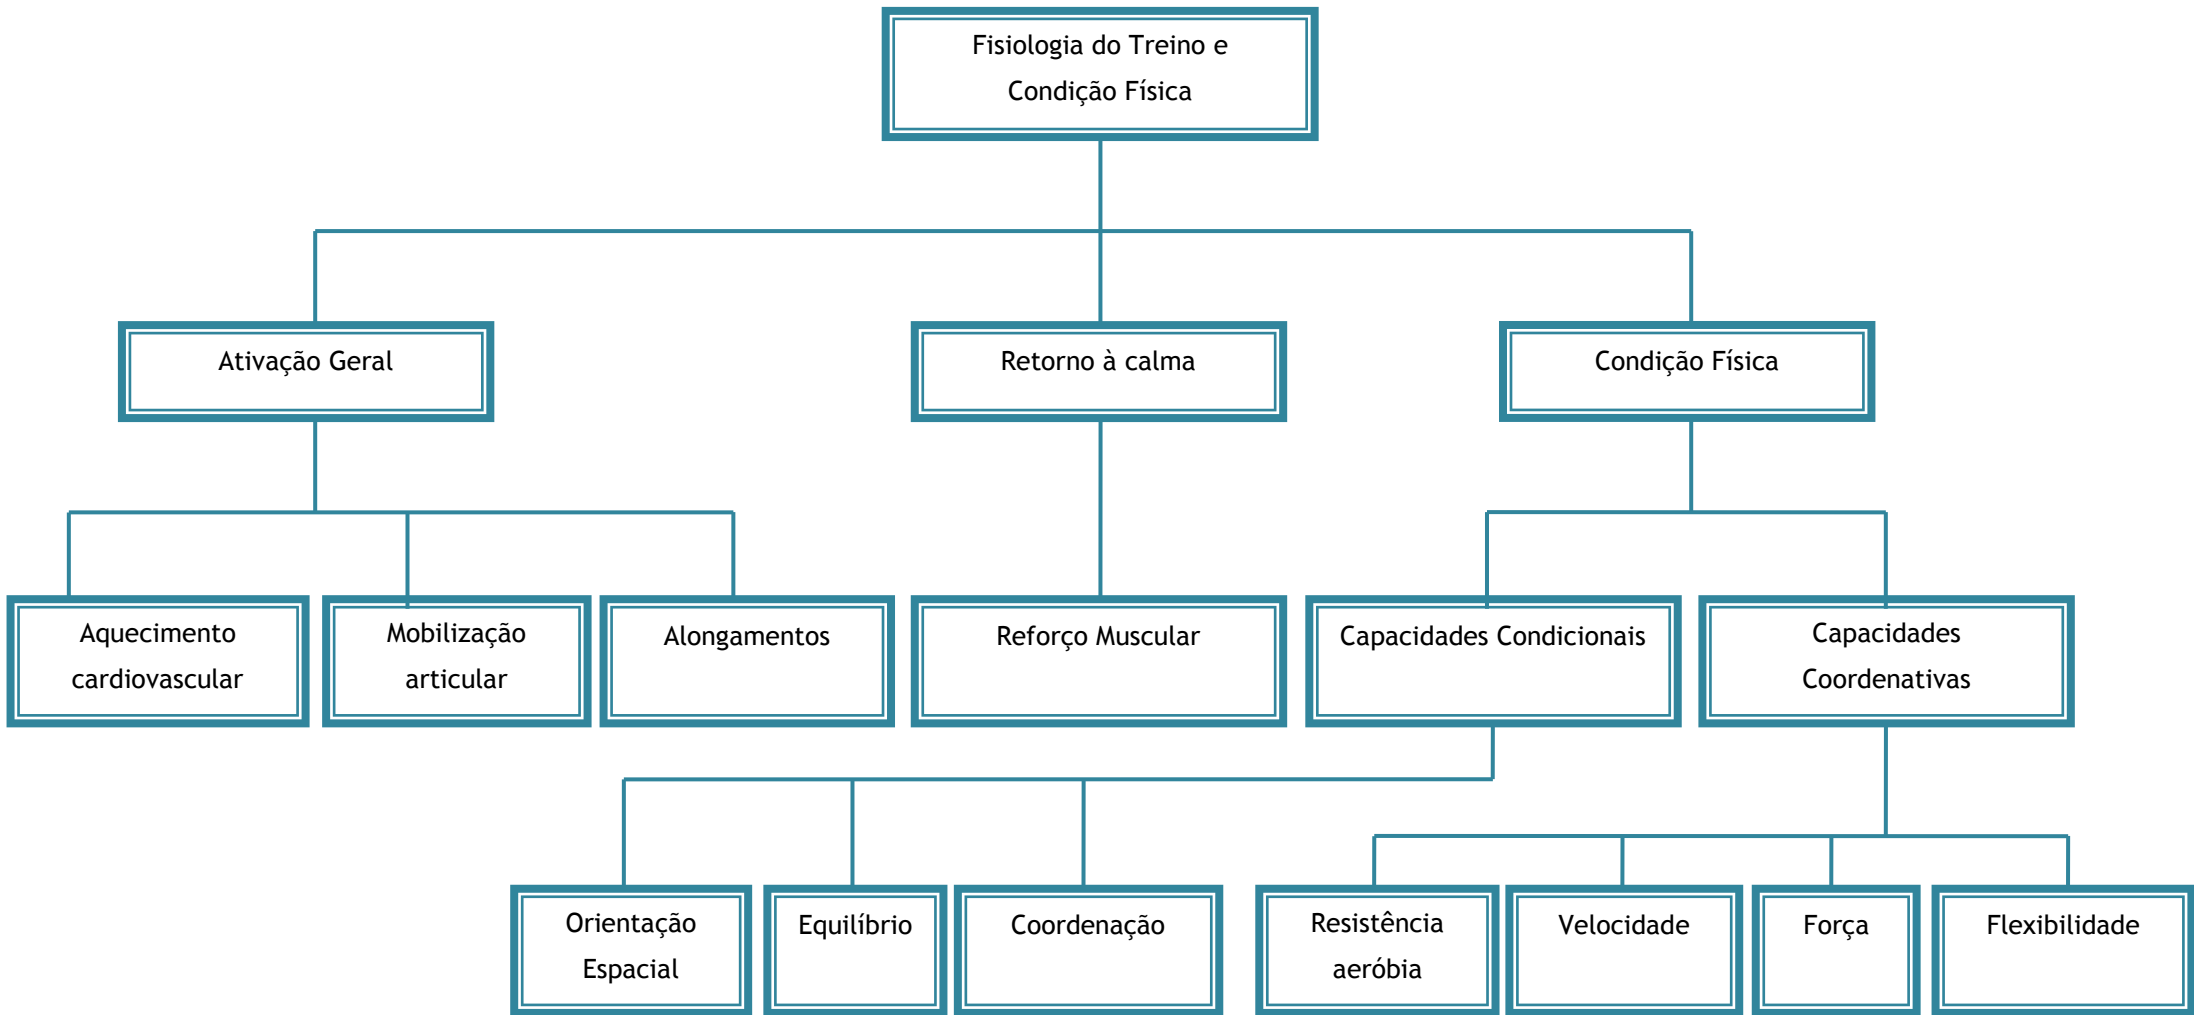 Fisiologia do Treino e
Condição Física
Ativação Geral
Retorno à calma
Condição Física
Aquecimento
cardiovascular
Mobilização
articular
Alongamentos
Reforço Muscular
Capacidades Condicionais
Capacidades
Coordenativas
Orientação
Espacial
Equilíbrio
Coordenação
Resistência
aeróbia
Velocidade
Força
Flexibilidade